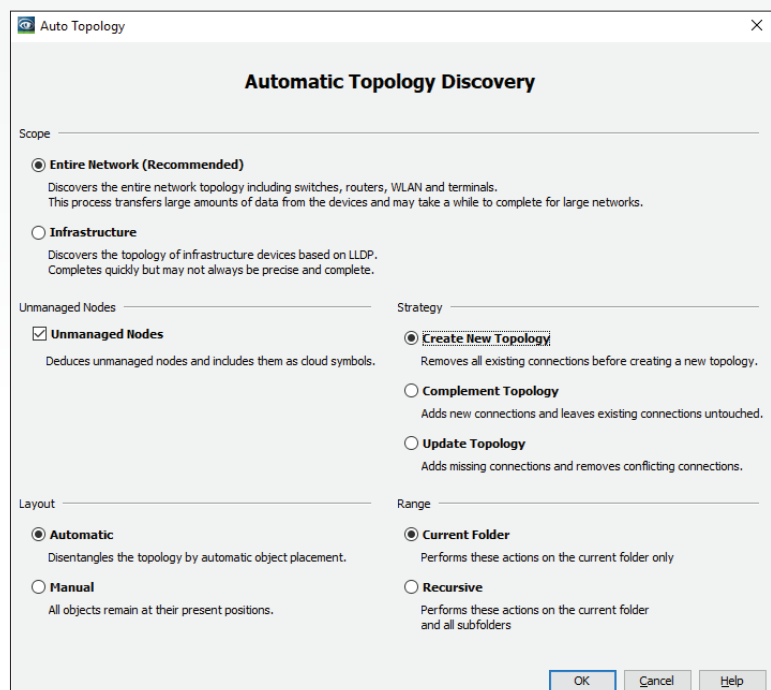 Auto Topology
Automatic Topology Discovery
Scope
Entire Network (Recommended)
Discovers the entire network topology including switches, routers, WLAN and terminals.
This process transfers large amounts of data from the devices and may take a while to complete for large networks.
Infrastructure
Discovers the topology of infrastructure devices based on LLDP.
Completes quickly but may not always be precise and complete.
Unmanaged Nodes
Unmanaged Nodes
Deduces unmanaged nodes and includes them as cloud symbols.
Strategy
Create New Topology
Removes all existing connections before creating a new topology.
Complement Topology
Adds new connections and leaves existing connections untouched.
Update Topology
Adds missing connections and removes conflicting connections.
Layout
Automatic
Disentangles the topology by automatic object placement.
Manual
All objects remain at their present positions.
Range
Current Folder
Performs these actions on the current folder only
Recursive
Performs these actions on the current folder
and all subfolders
OK
Cancel
Help